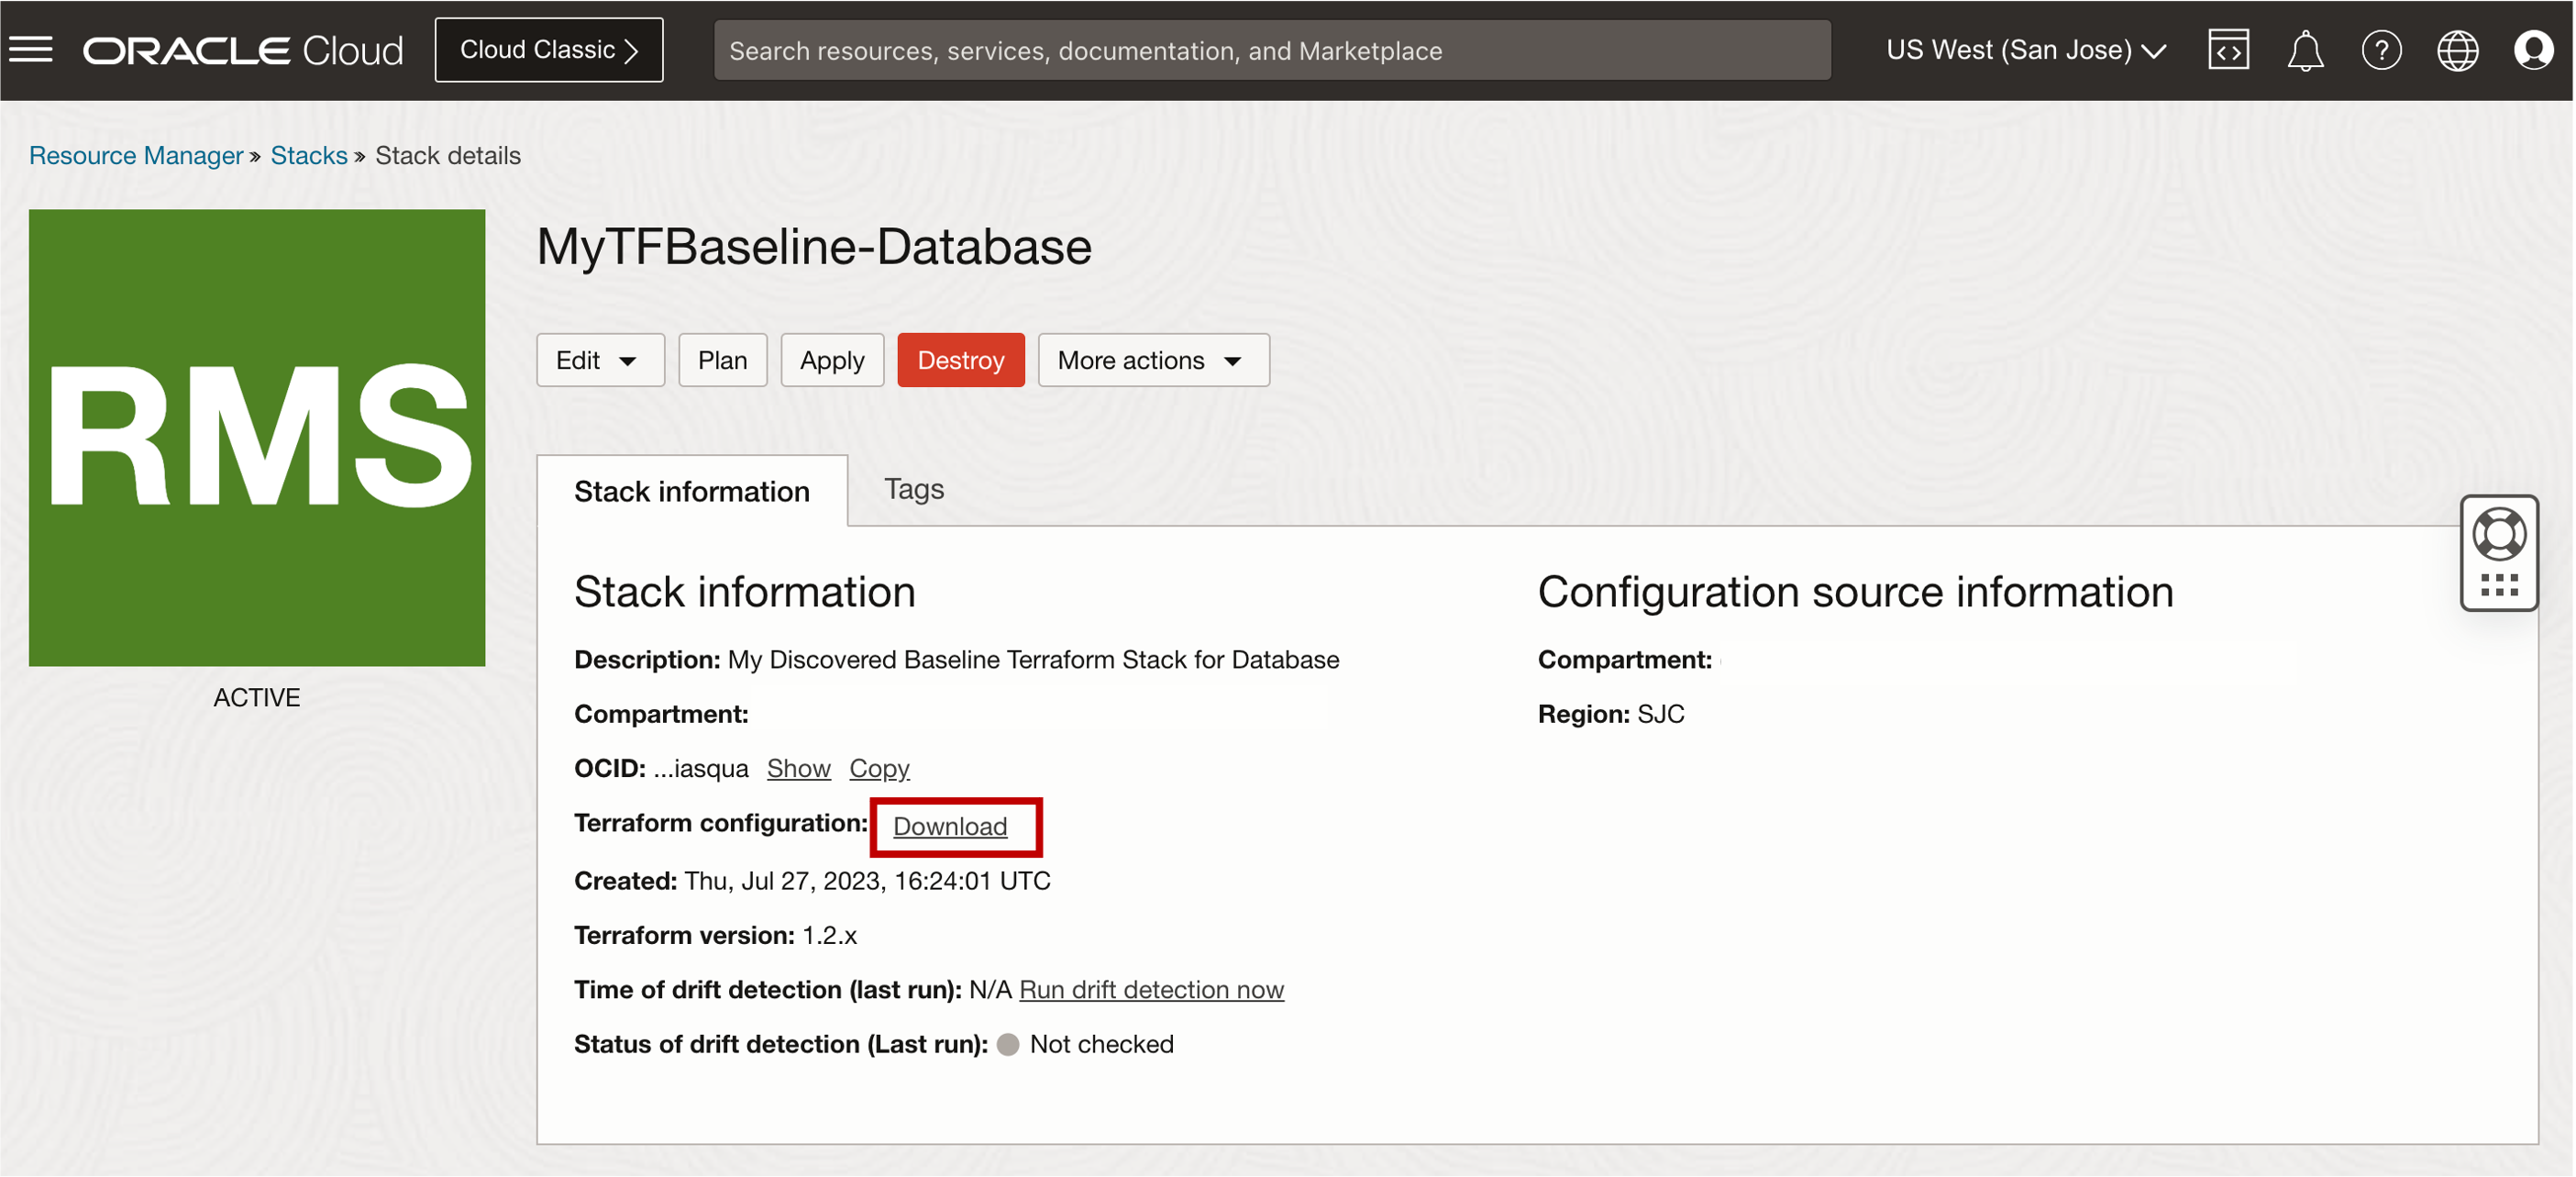 ORACLE Cloud
Cloud Classic
Search resources, services, documentation, and Marketplace
US West (San Jose)
Resource Manager » Stacks » Stack details
RMS
ACTIVE
MyTFBaseline-Database
Edit
Plan
Apply
Destroy
More actions
Stack information
Tags
Stack information
Description: My Discovered Baseline Terraform Stack for Database
Compartment:
OCID: ...iasqua Show Copy
Terraform configuration: Download
Created: Thu, Jul 27, 2023, 16:24:01 UTC
Terraform version: 1.2.x
Time of drift detection (last run): N/A Run drift detection now
Status of drift detection (Last run): Not checked
Configuration source information
Compartment:
Region: SJC